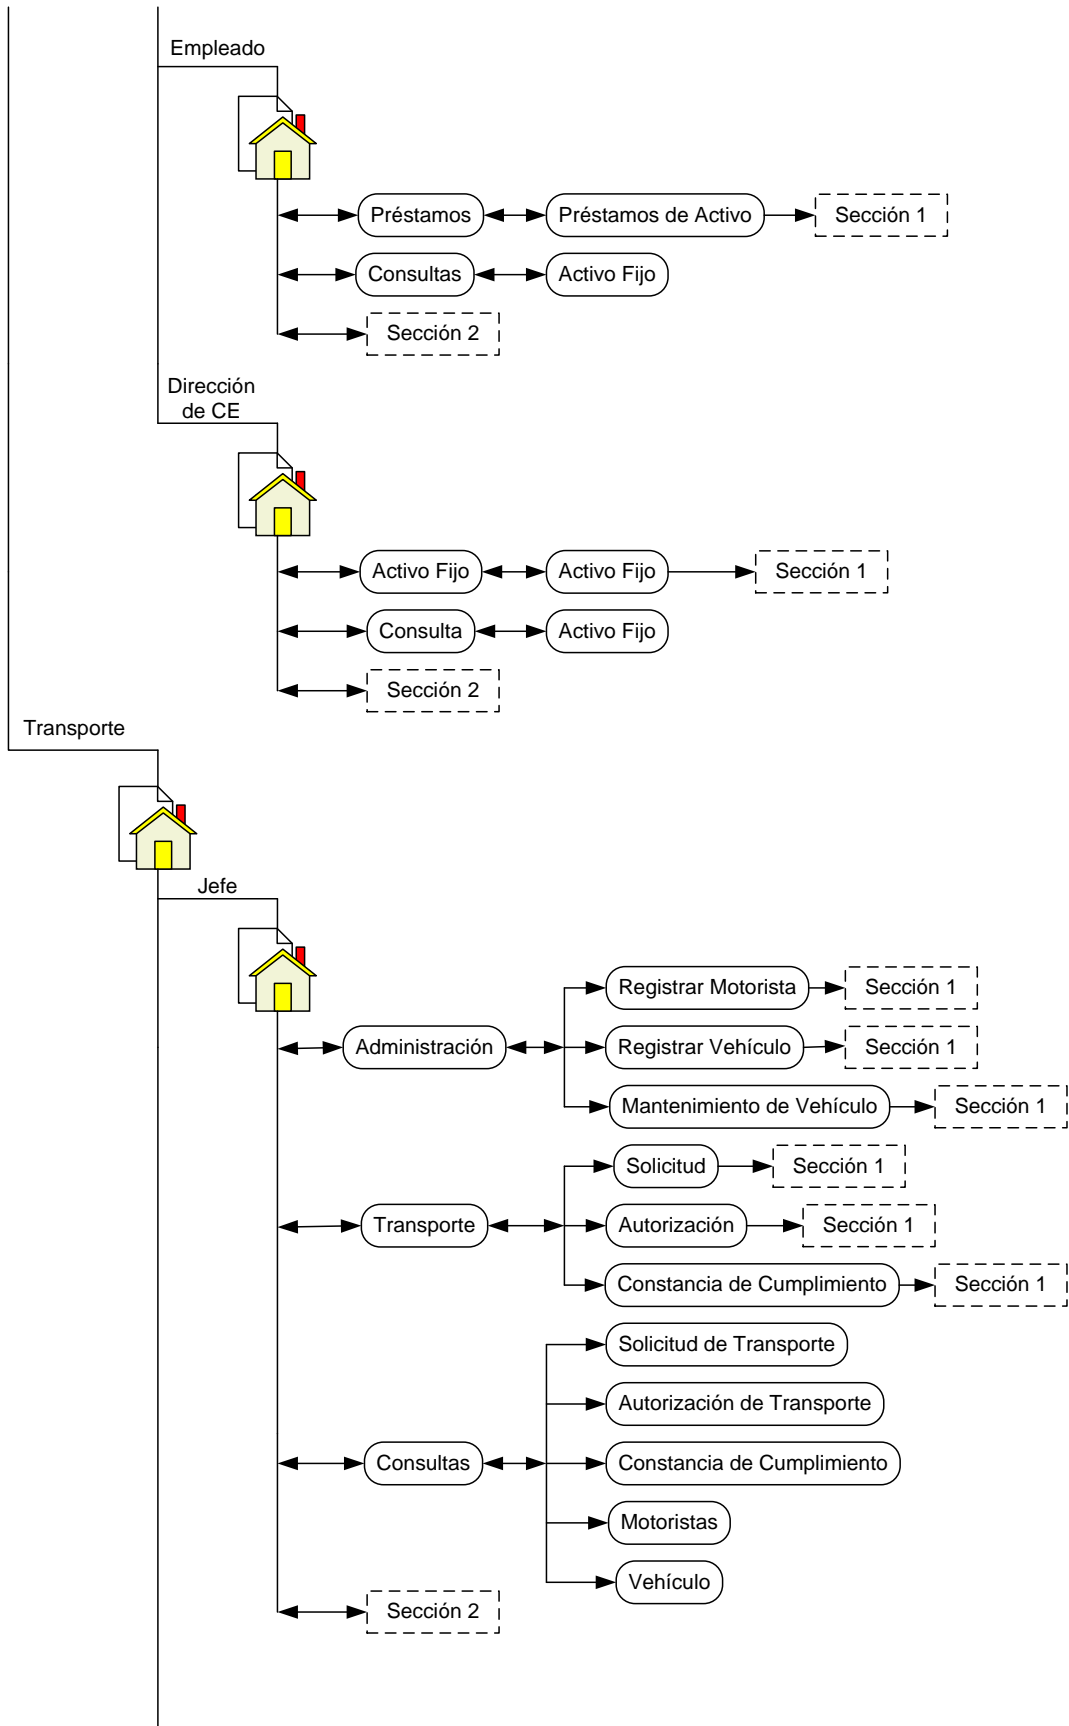 Empleado
Préstamos
Préstamos de Activo
Sección 1
Consultas
Activo Fijo
Sección 2
Dirección
de CE
Activo Fijo
Activo Fijo
Sección 1
Consulta
Activo Fijo
Sección 2
Transporte
Jefe
Registrar Motorista
Sección 1
Administración
Registrar Vehículo
Sección 1
Mantenimiento de Vehículo
Sección 1
Solicitud
Sección 1
Transporte
Autorización
Sección 1
Constancia de Cumplimiento
Sección 1
Solicitud de Transporte
Autorización de Transporte
Consultas
Constancia de Cumplimiento
Motoristas
Vehículo
Sección 2